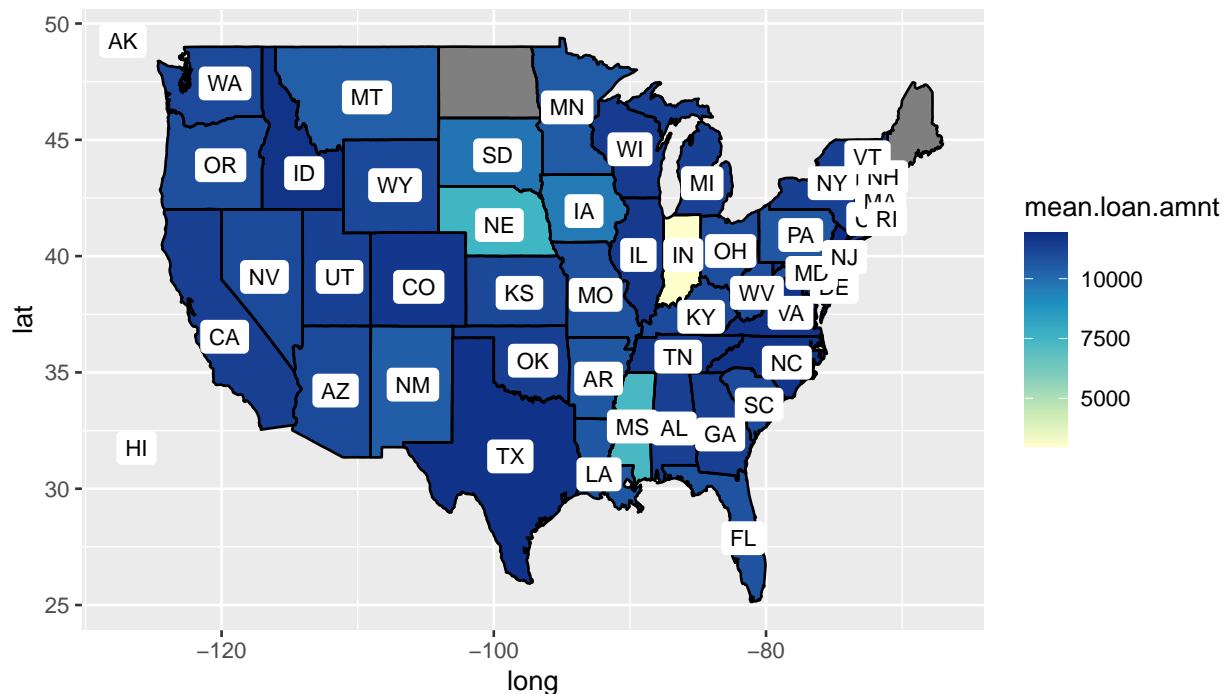 50
AK
WA
MT
MN
45
OR
ID
SD
WI
VT
NH
WY
MI
NY
MA
NE
IA
RI
PA
40
NV
UT
CO
KS
IL
IN
OH
NJ
MD
DE
MO
WV
VA
CA
KY
35
AZ
NM
OK
AR
TN
NC
SC
HI
TX
MS
AL
GA
LA
30
FL
25
lat
−120
−100
−80
long
mean.loan.amnt
10000
7500
5000